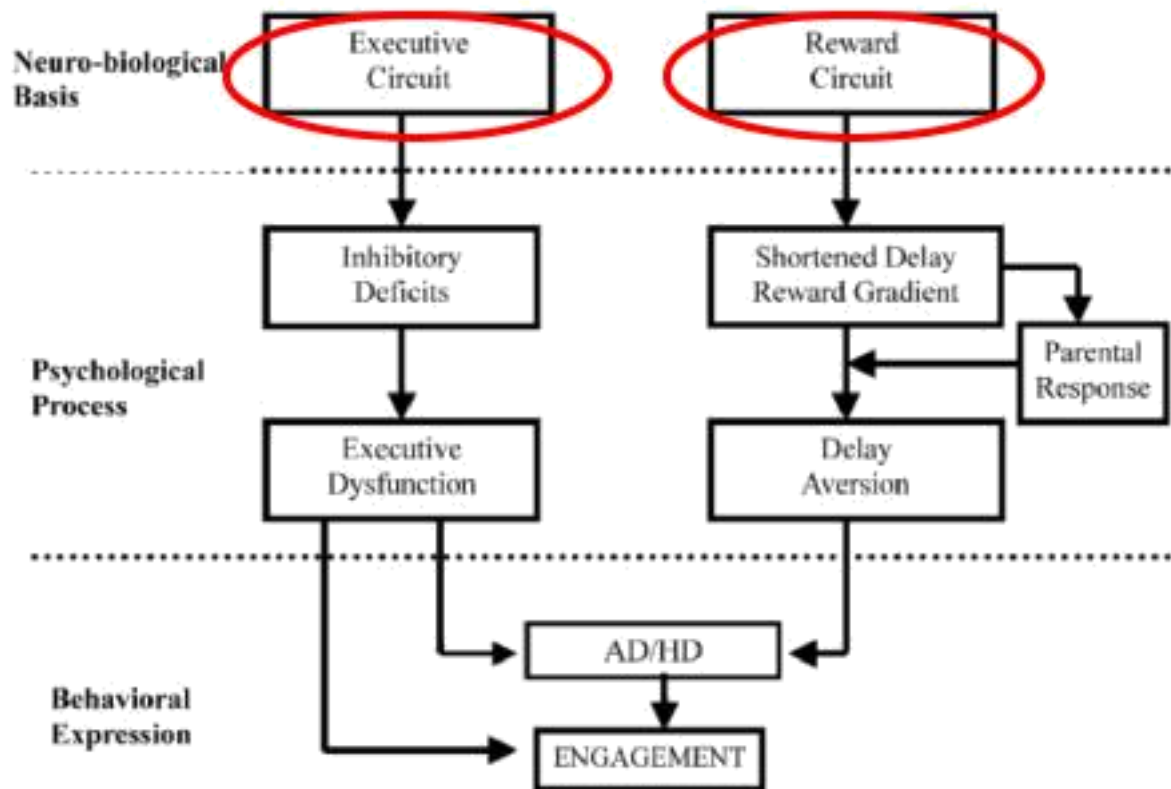 Neuro-biological
Basis
Executive
Circuit
Reward
Circuit
Psychological
Process
Inhibitory
Deficits
Shortened Delay
Reward Gradient
Parental
Response
Executive
Dysfunction
Delay
Aversion
Behavioral
Expression
AD/HD
ENGAGEMENT